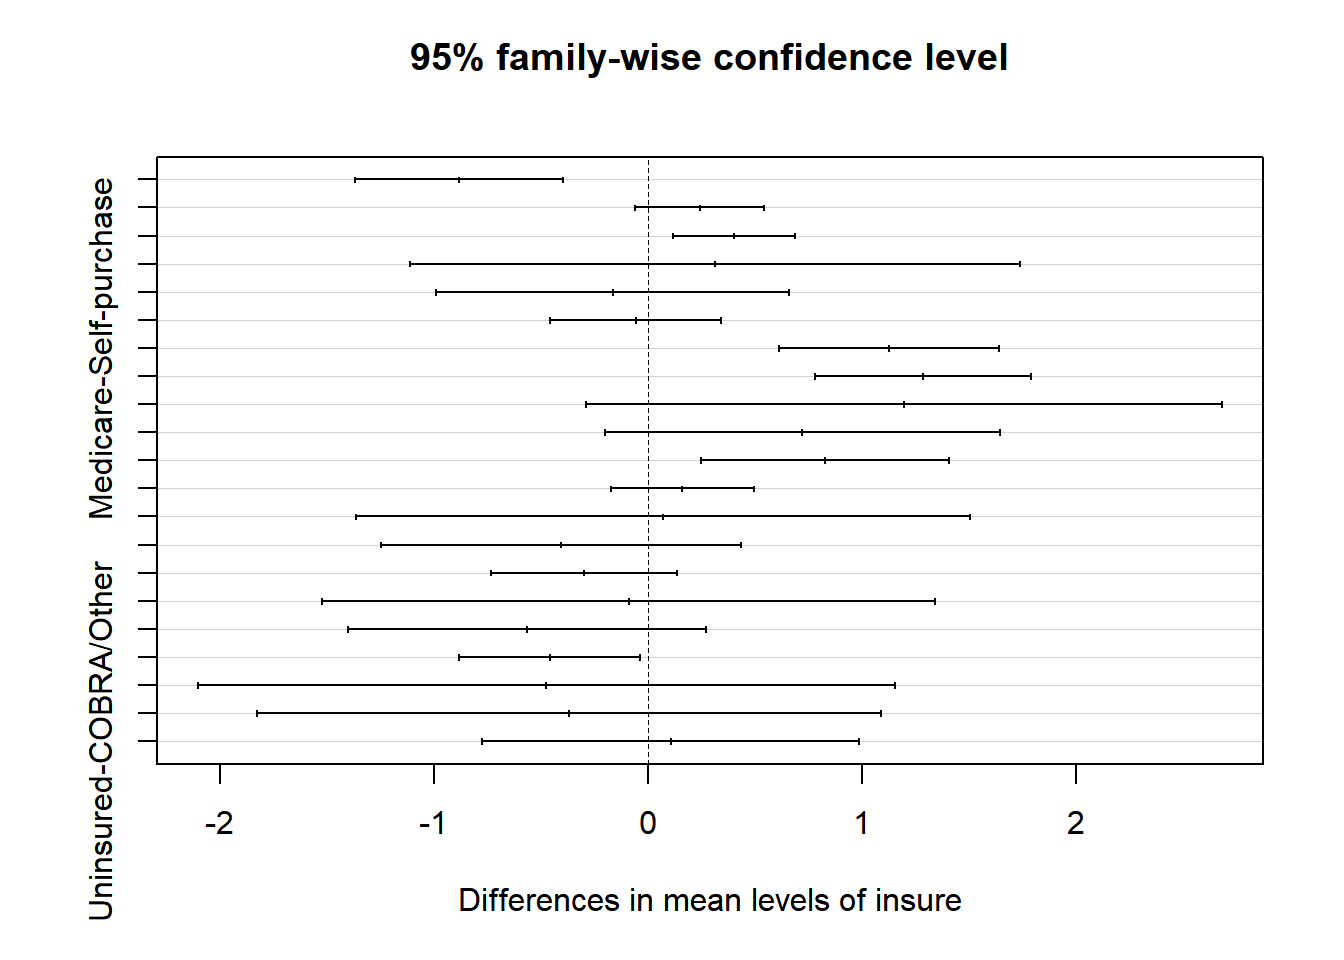 95% family-wise confidence level
Medicare-Self-purchase
Uninsured-COBRA/Other
-2 -1 0 1 2
Differences in mean levels of insure